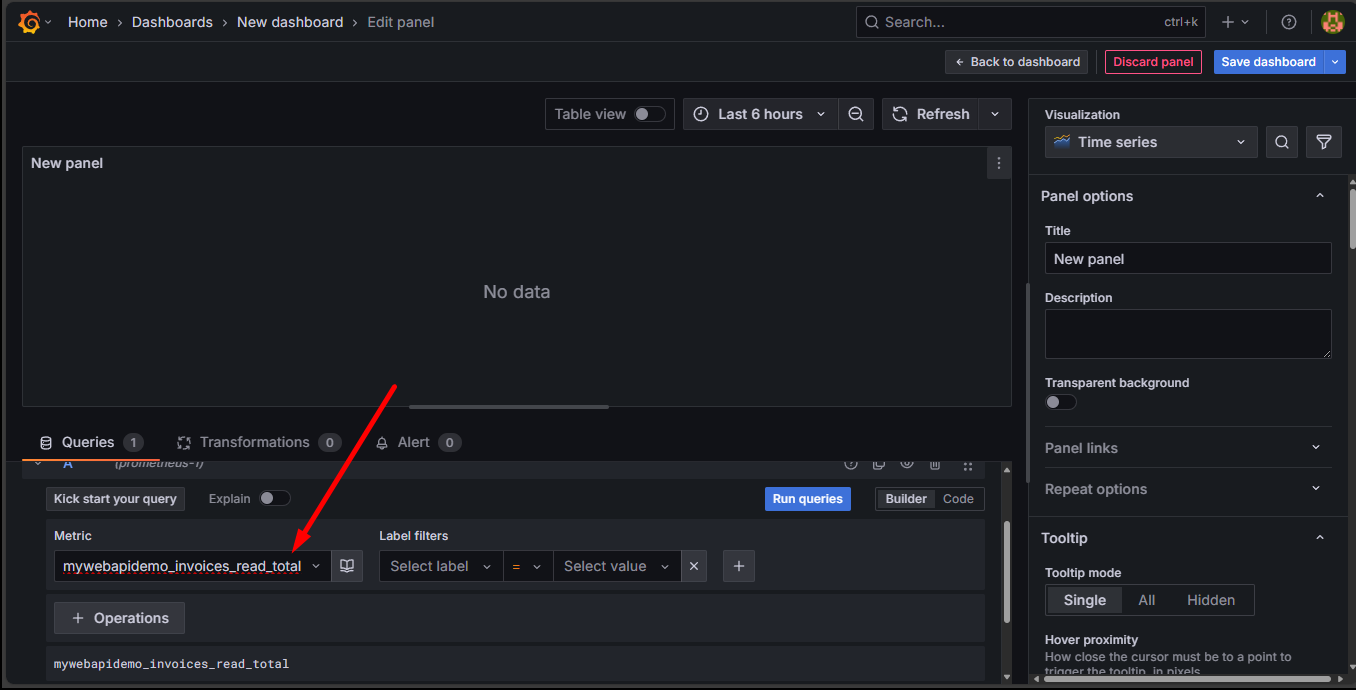 Home › Dashboards › New dashboard › Edit panel
Search...
ctrl+k
Back to dashboard
Discard panel
Save dashboard
Table view
Last 6 hours
Refresh
New panel
No data
Queries 1
Transformations 0
Alert 0
A (prometheus-1)
Kick start your query
Explain
Run queries
Builder
Code
Metric
Label filters
mywebapidemo_invoices_read_total
Select label
=
Select value
+ Operations
mywebapidemo_invoices_read_total
Visualization
Time series
Panel options
Title
New panel
Description
Transparent background
Panel links
Repeat options
Tooltip
Tooltip mode
Single
All
Hidden
Hover proximity
How close the cursor must be to a point to
trigger the tooltip, in pixels